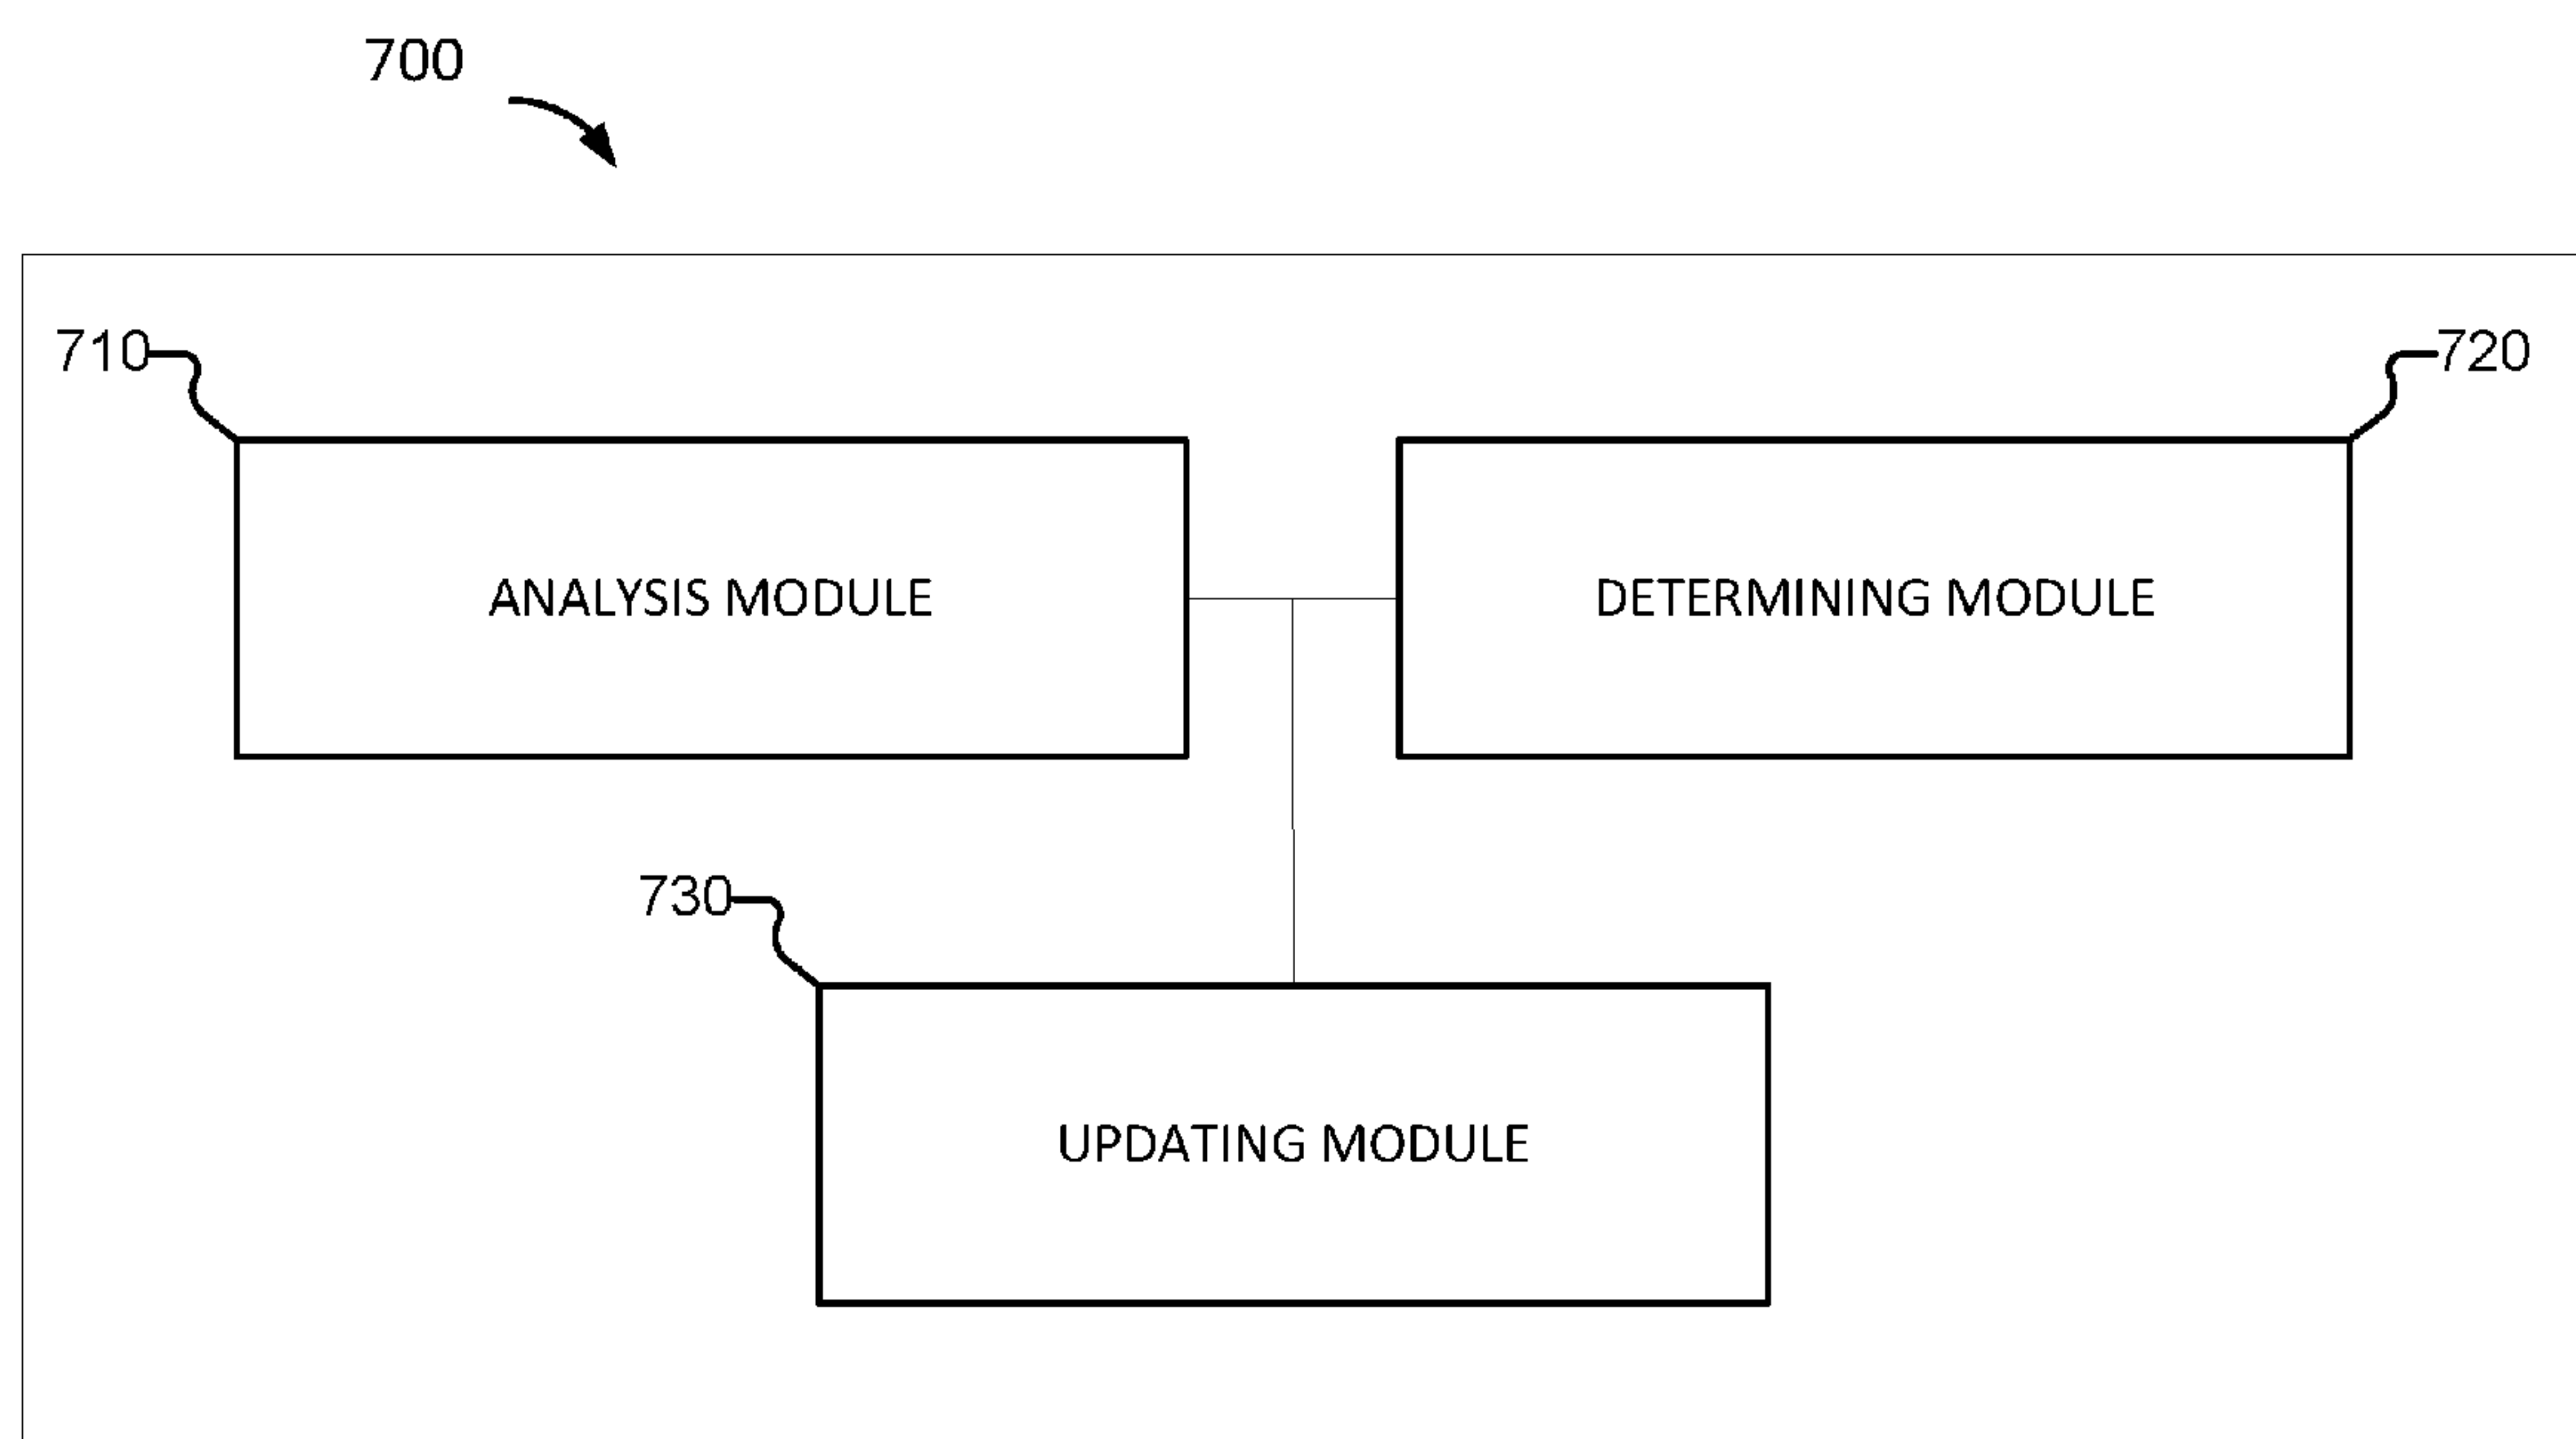 700
710
720
ANALYSIS MODULE
DETERMINING MODULE
730
UPDATING MODULE